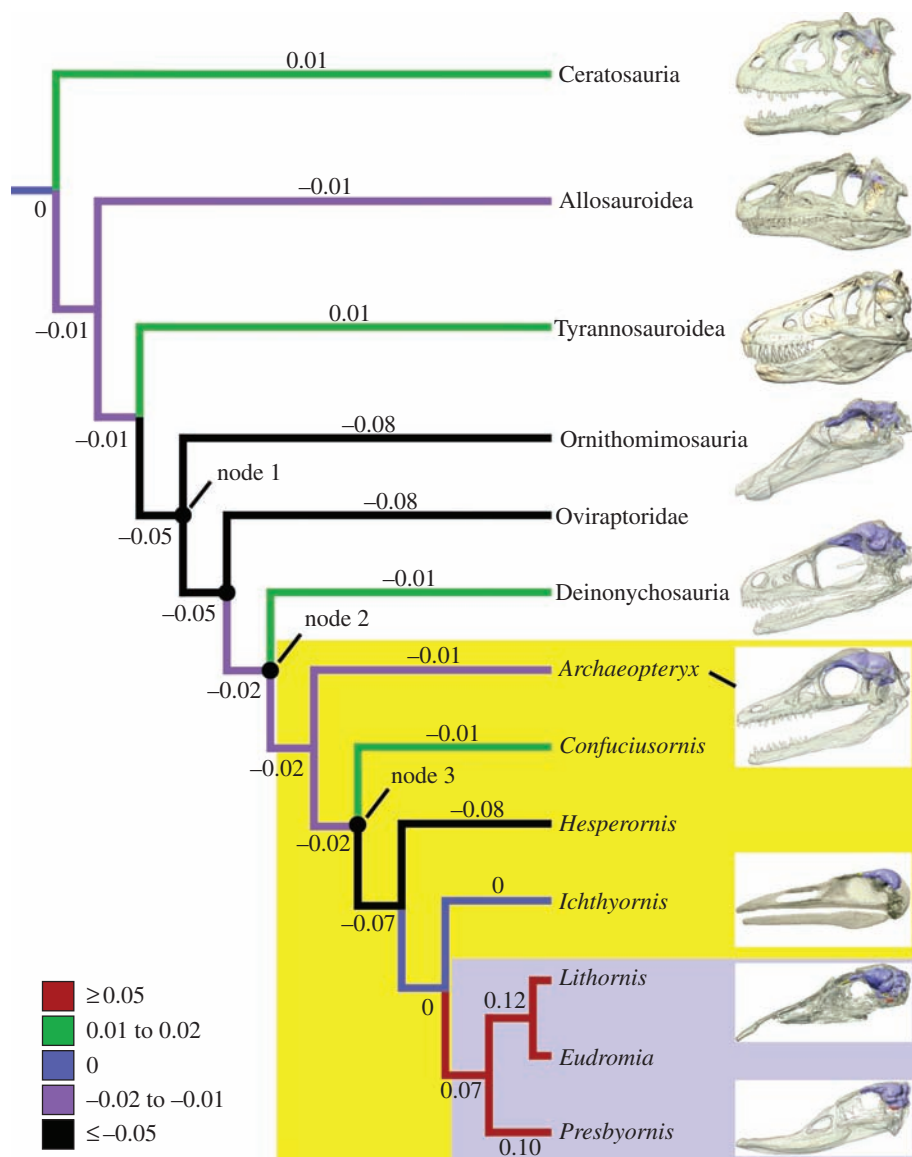 0.01
Ceratosauria
0
–0.01
Allosauroidea
–0.01
0.01
Tyrannosauroidea
–0.01
–0.08
Ornithomimosauria
node 1
–0.05
–0.08
Oviraptoridae
–0.05
–0.01
Deinonychosauria
node 2
–0.02
–0.01
Archaeopteryx
–0.02
–0.01
Confuciusornis
node 3
–0.02
–0.08
Hesperornis
–0.07
0
Ichthyornis
0
Lithornis
0.12
Eudromia
0.07
Presbyornis
0.10
≥0.05
0.01 to 0.02
0
–0.02 to –0.01
≤–0.05